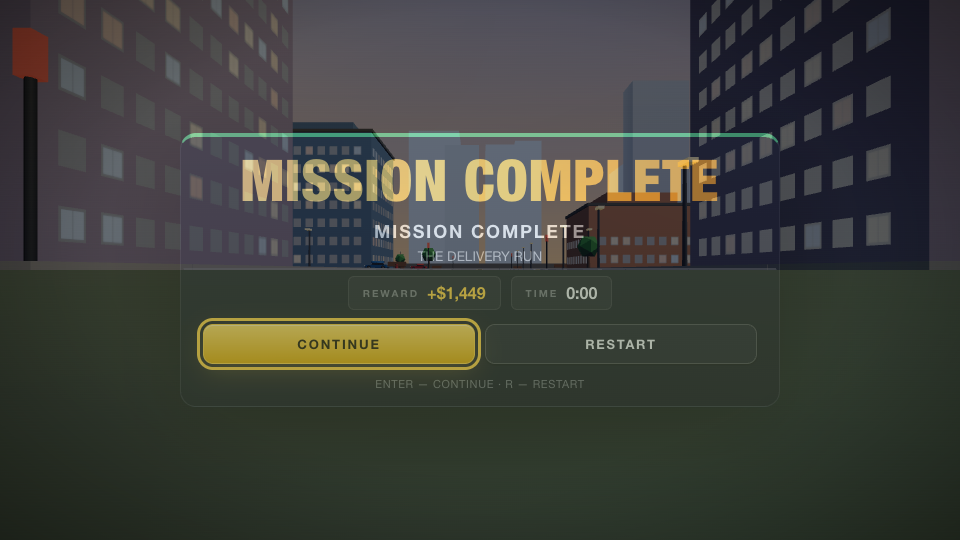 MISSION COMPLETE
MISSION COMPLETE
THE DELIVERY RUN
REWARD +$1,449 TIME 0:00
CONTINUE RESTART
ENTER — CONTINUE · R — RESTART